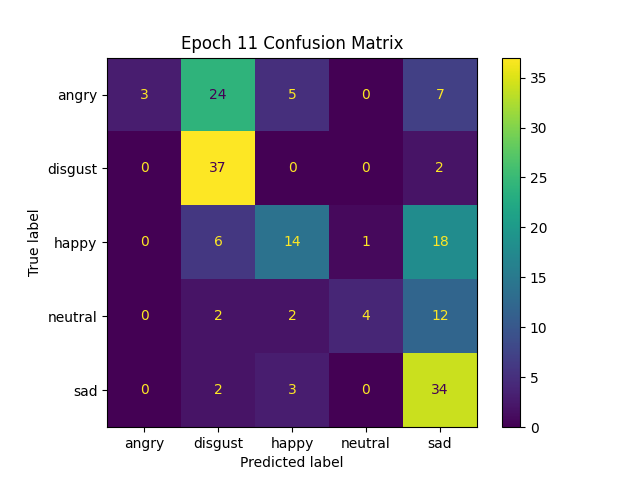 Epoch 11 Confusion Matrix
True label
angry 3 24 5 0 7
disgust 0 37 0 0 2
happy 0 6 14 1 18
neutral 0 2 2 4 12
sad 0 2 3 0 34
angry disgust happy neutral sad
Predicted label
35
30
25
20
15
10
5
0